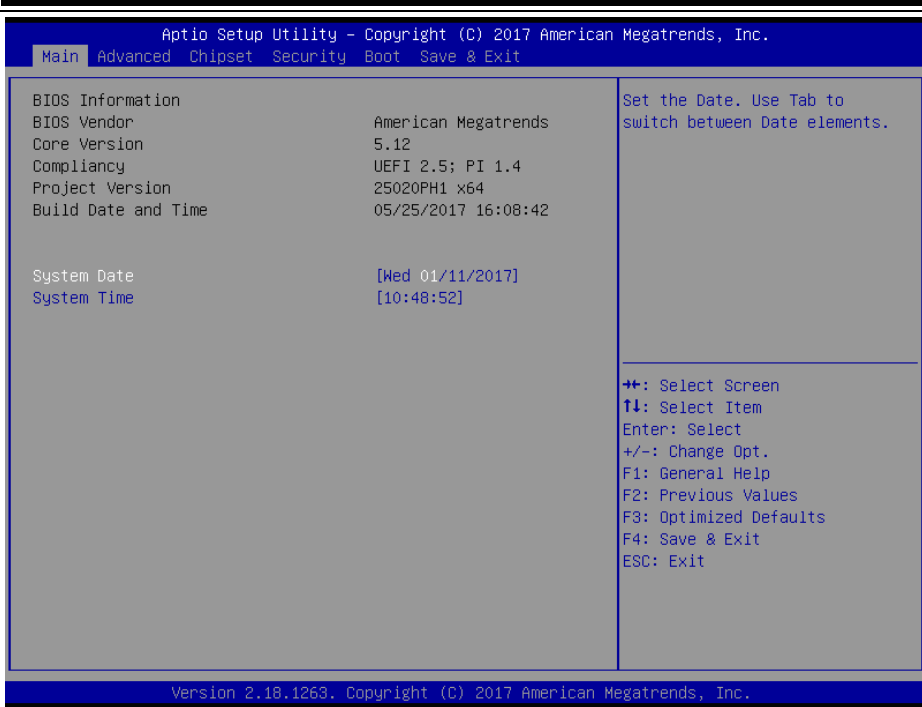 Aptio Setup Utility – Copyright (C) 2017 American Megatrends, Inc.
Main Advanced Chipset Security Boot Save & Exit
BIOS Information
BIOS Vendor American Megatrends
Core Version 5.12
Compliancy UEFI 2.5; PI 1.4
Project Version 25020PH1 x64
Build Date and Time 05/25/2017 16:08:42
System Date [Wed 01/11/2017]
System Time [10:48:52]
Set the Date. Use Tab to
switch between Date elements.
→←: Select Screen
↑↓: Select Item
Enter: Select
+/-: Change Opt.
F1: General Help
F2: Previous Values
F3: Optimized Defaults
F4: Save & Exit
ESC: Exit
Version 2.18.1263. Copyright (C) 2017 American Megatrends, Inc.